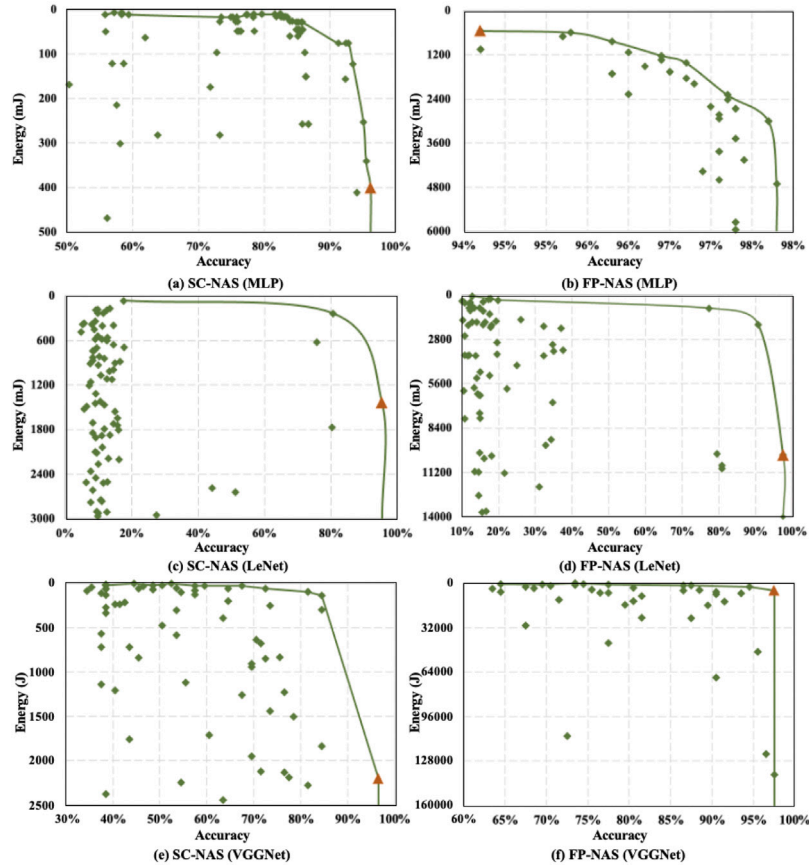 0
100
200
300
400
500
Energy (mJ)
50% 60% 70% 80% 90% 100%
Accuracy
(a) SC-NAS (MLP)
0
1200
2400
3600
4800
6000
Energy (mJ)
94% 95% 95% 96% 96% 97% 97% 98% 98%
Accuracy
(b) FP-NAS (MLP)
0
600
1200
1800
2400
3000
Energy (mJ)
0% 20% 40% 60% 80% 100%
Accuracy
(c) SC-NAS (LeNet)
0
2800
5600
8400
11200
14000
Energy (mJ)
10% 20% 30% 40% 50% 60% 70% 80% 90% 100%
Accuracy
(d) FP-NAS (LeNet)
0
500
1000
1500
2000
2500
Energy (J)
30% 40% 50% 60% 70% 80% 90% 100%
Accuracy
(e) SC-NAS (VGGNet)
0
32000
64000
96000
128000
160000
Energy (J)
60% 65% 70% 75% 80% 85% 90% 95% 100%
Accuracy
(f) FP-NAS (VGGNet)